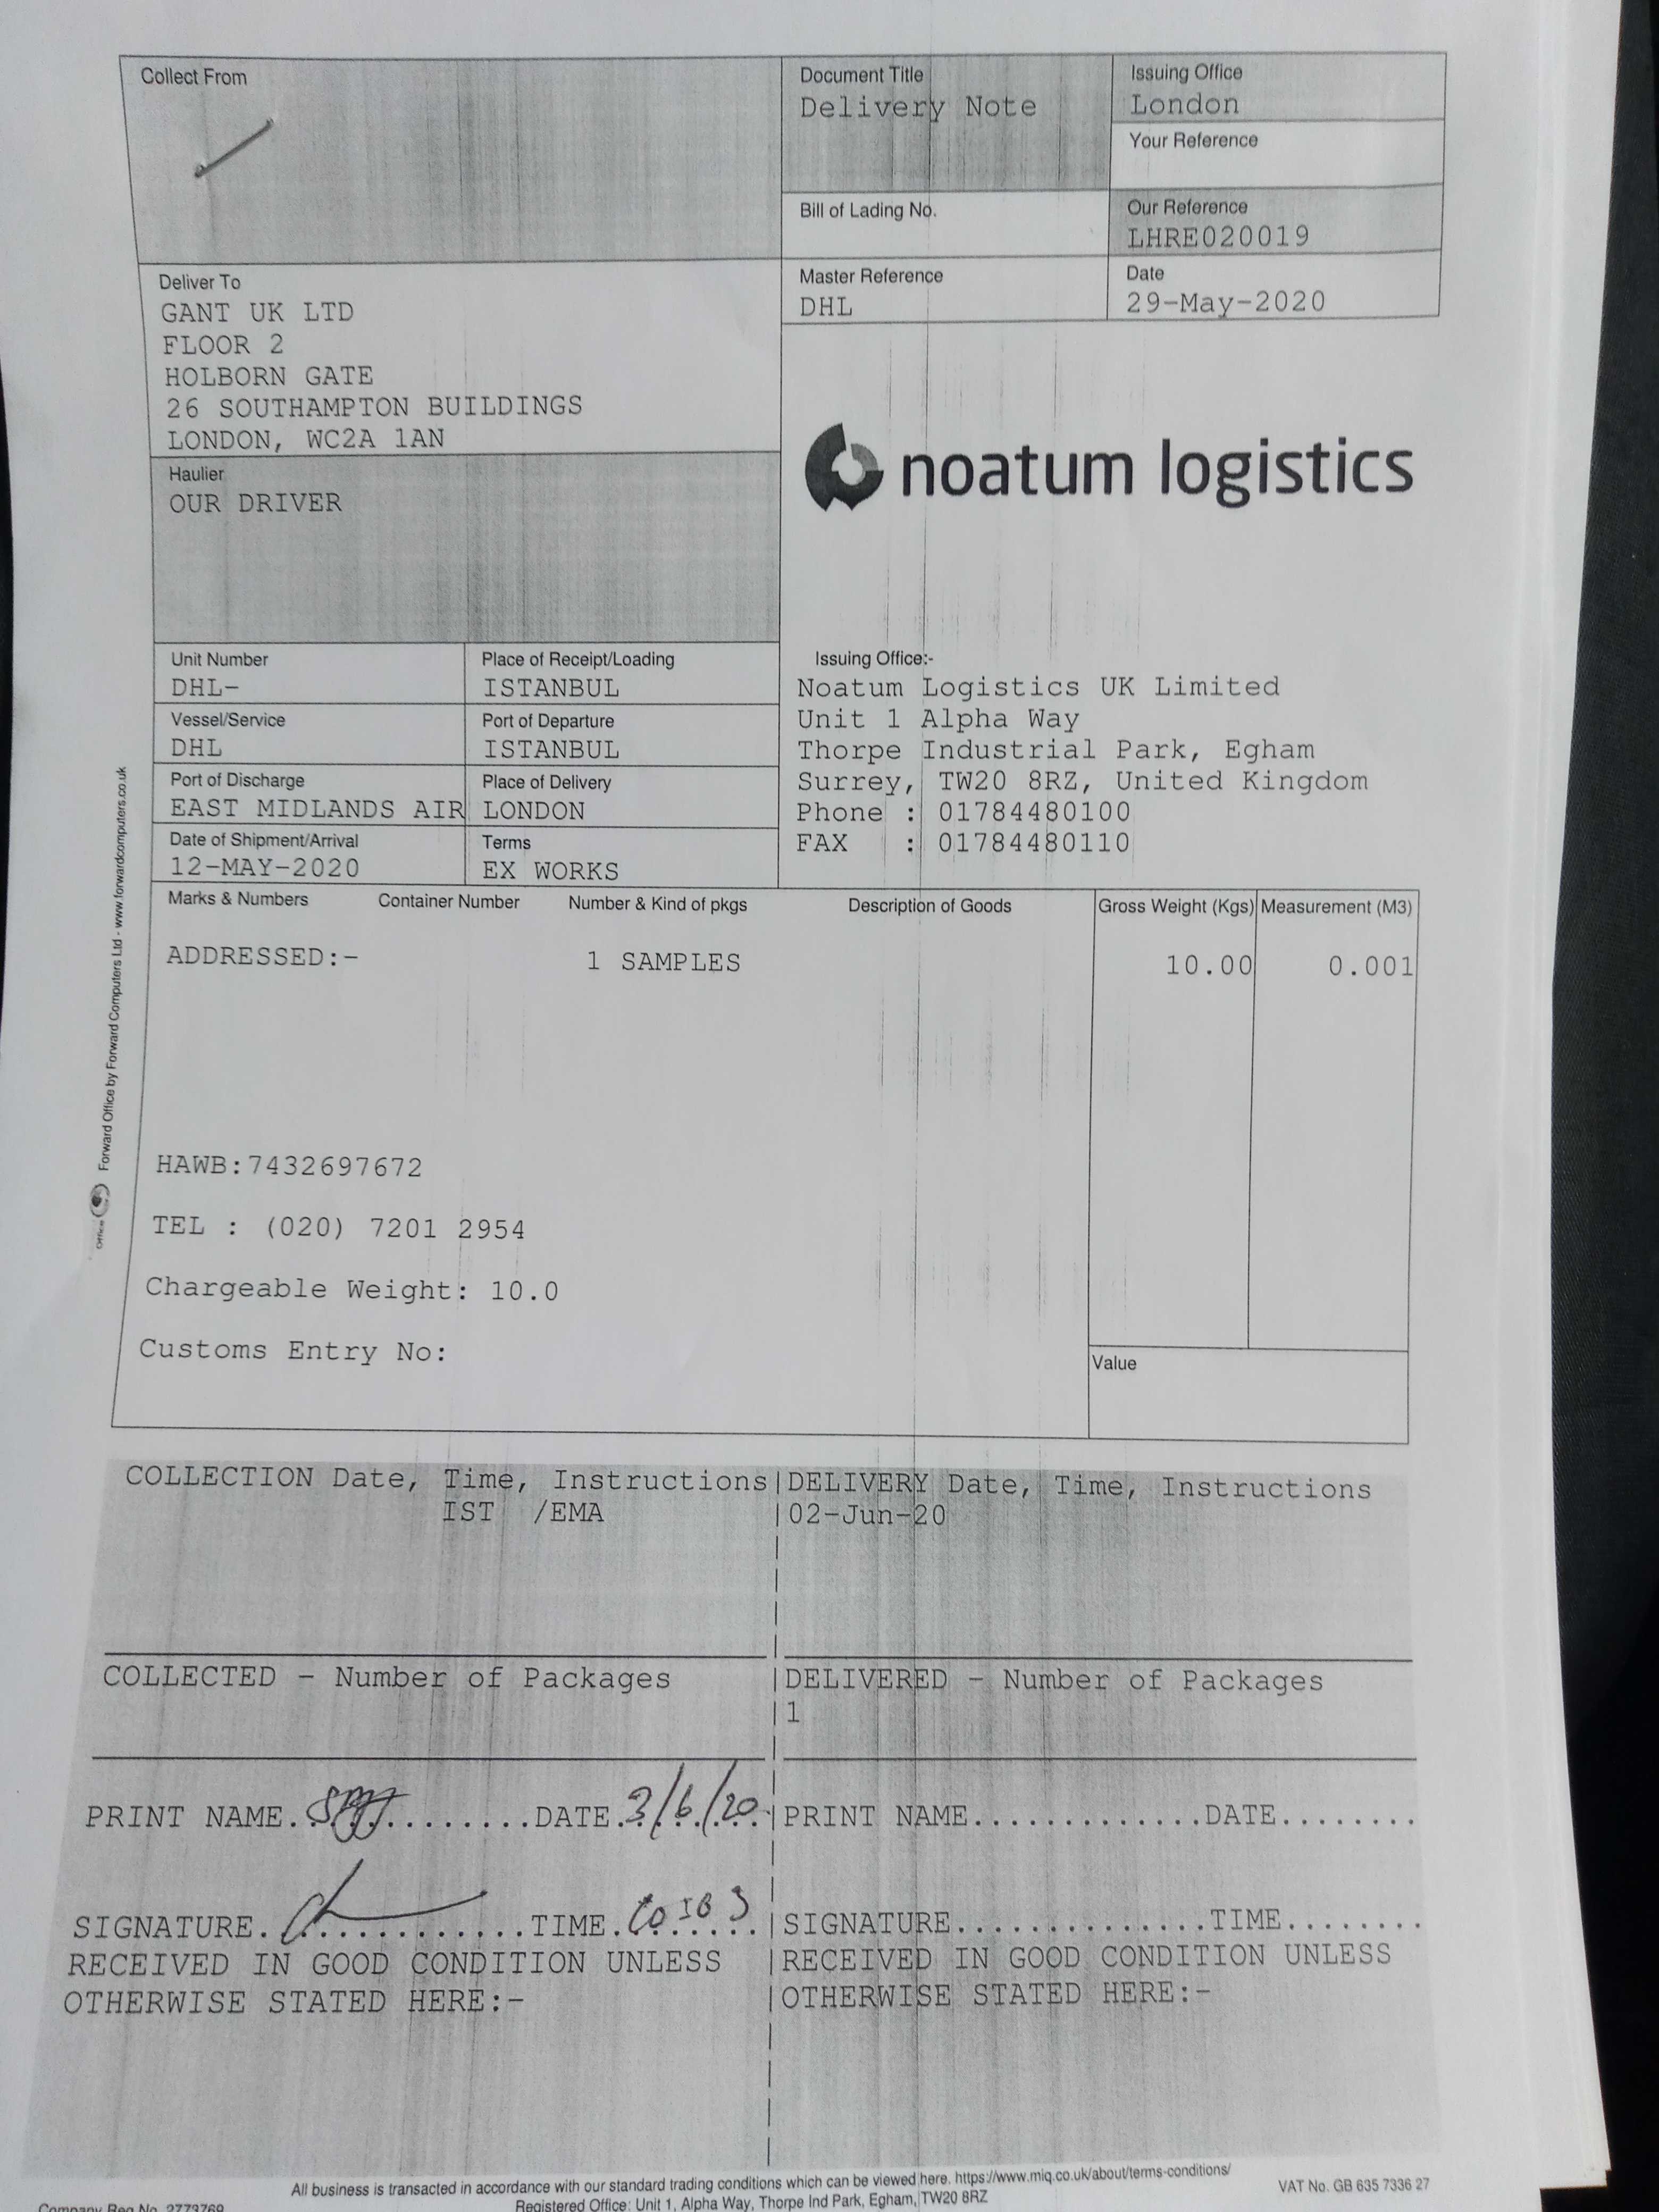 Collect From
Document Title
Delivery Note
Issuing Office
London
Your Reference
Bill of Lading No.
Our Reference
LHRE020019
Deliver To
GANT UK LTD
FLOOR 2
HOLBORN GATE
26 SOUTHAMPTON BUILDINGS
LONDON, WC2A 1AN
Master Reference
DHL
Date
29-May-2020
noatum logistics
Haulier
OUR DRIVER
Unit Number
DHL-
Place of Receipt/Loading
ISTANBUL
Vessel/Service
DHL
Port of Departure
ISTANBUL
Port of Discharge
EAST MIDLANDS AIR
Place of Delivery
LONDON
Date of Shipment/Arrival
12-MAY-2020
Terms
EX WORKS
Issuing Office:-
Noatum Logistics UK Limited
Unit 1 Alpha Way
Thorpe Industrial Park, Egham
Surrey, TW20 8RZ, United Kingdom
Phone : 01784480100
FAX : 01784480110
Marks & Numbers Container Number Number & Kind of pkgs Description of Goods Gross Weight (Kgs) Measurement (M3)
ADDRESSED:- 1 SAMPLES 10.00 0.001
HAWB:7432697672
TEL : (020) 7201 2954
Chargeable Weight: 10.0
Customs Entry No:
Value
Office Forward Office by Forward Computers Ltd - www.forwardcomputers.co.uk
COLLECTION Date, Time, Instructions
IST /EMA
DELIVERY Date, Time, Instructions
02-Jun-20
COLLECTED - Number of Packages
DELIVERED - Number of Packages
1
PRINT NAME. ........DATE.3/6/20.
PRINT NAME..............DATE........
SIGNATURE. ...........TIME.
SIGNATURE...............TIME........
RECEIVED IN GOOD CONDITION UNLESS
OTHERWISE STATED HERE:-
RECEIVED IN GOOD CONDITION UNLESS
OTHERWISE STATED HERE:-
All business is transacted in accordance with our standard trading conditions which can be viewed here. https://www.miq.co.uk/about/terms-conditions/
VAT No. GB 635 7336 27
Company Reg No. 2773769
Registered Office: Unit 1, Alpha Way, Thorpe Ind Park, Egham, TW20 8RZ